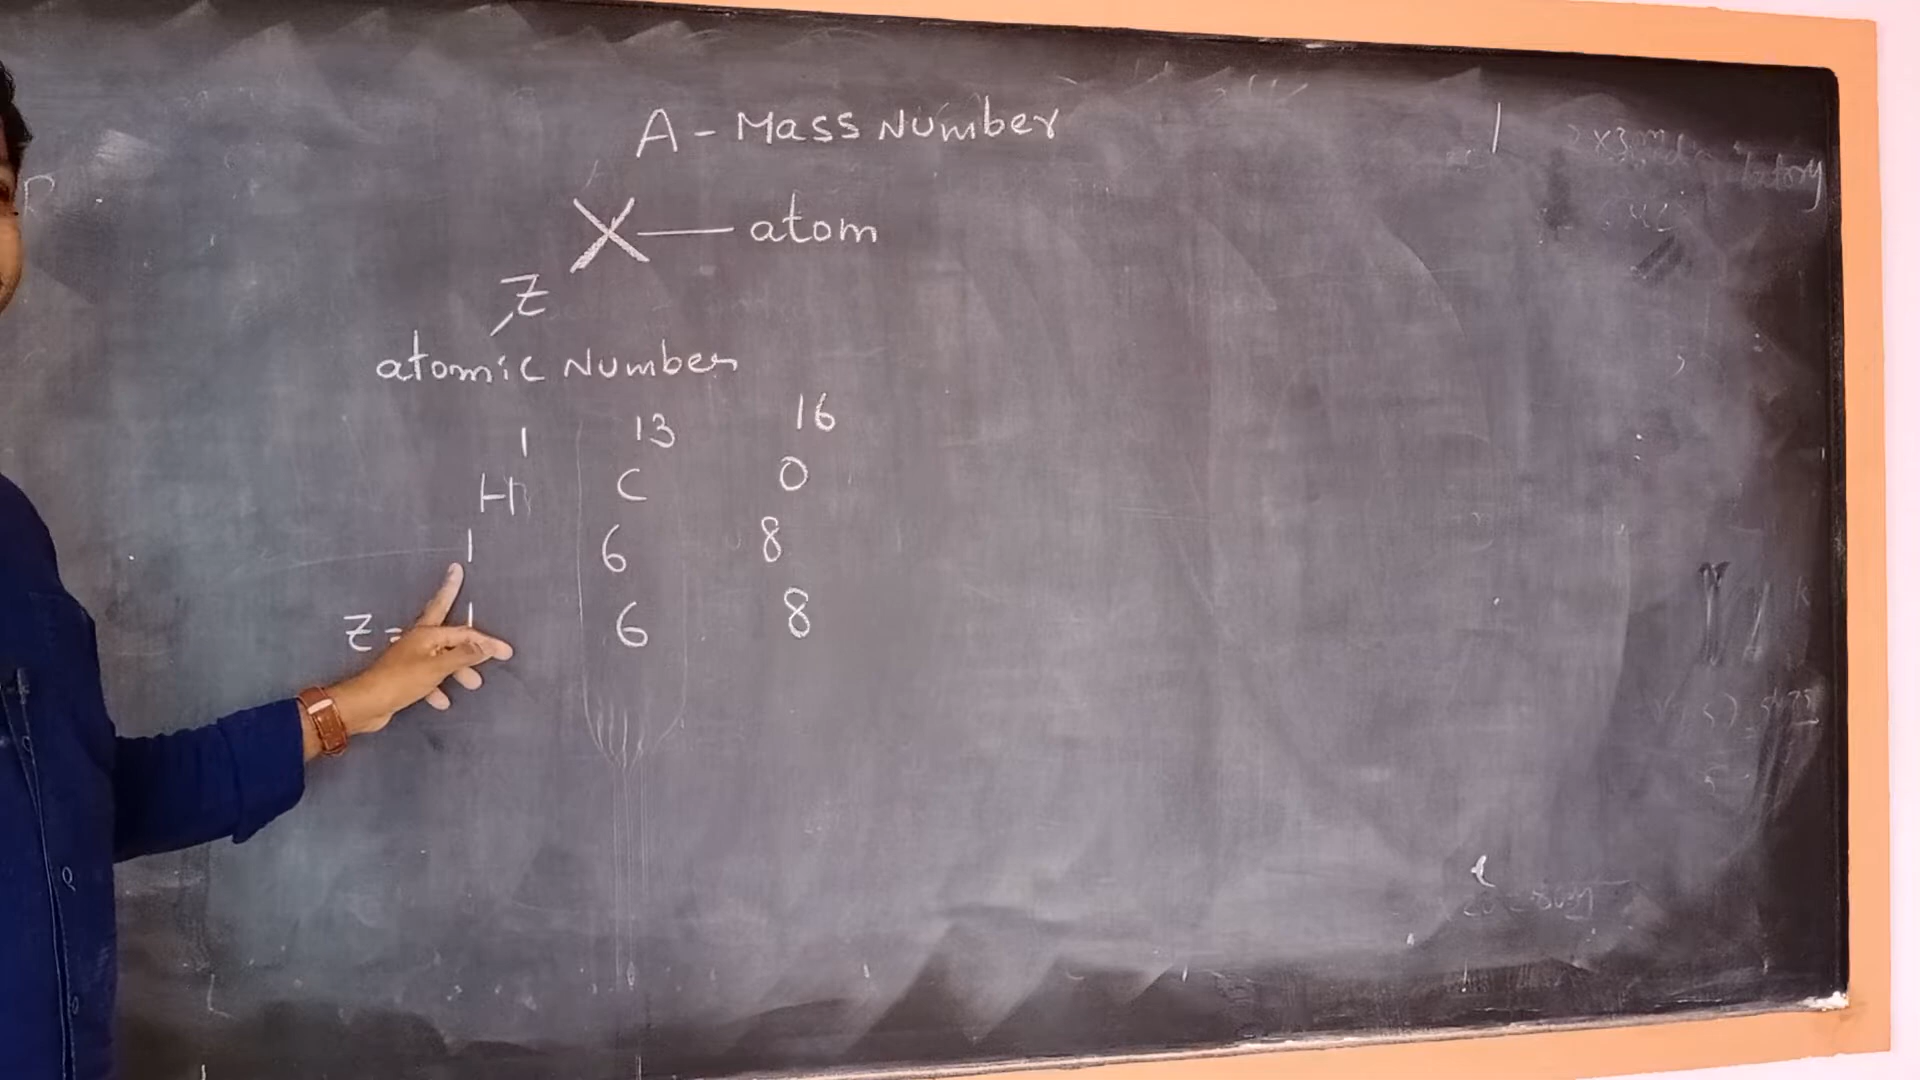 A - Mass Number
X — atom
Z
atomic Number
1 13 16
H C O
1 6 8
Z = 1 6 8